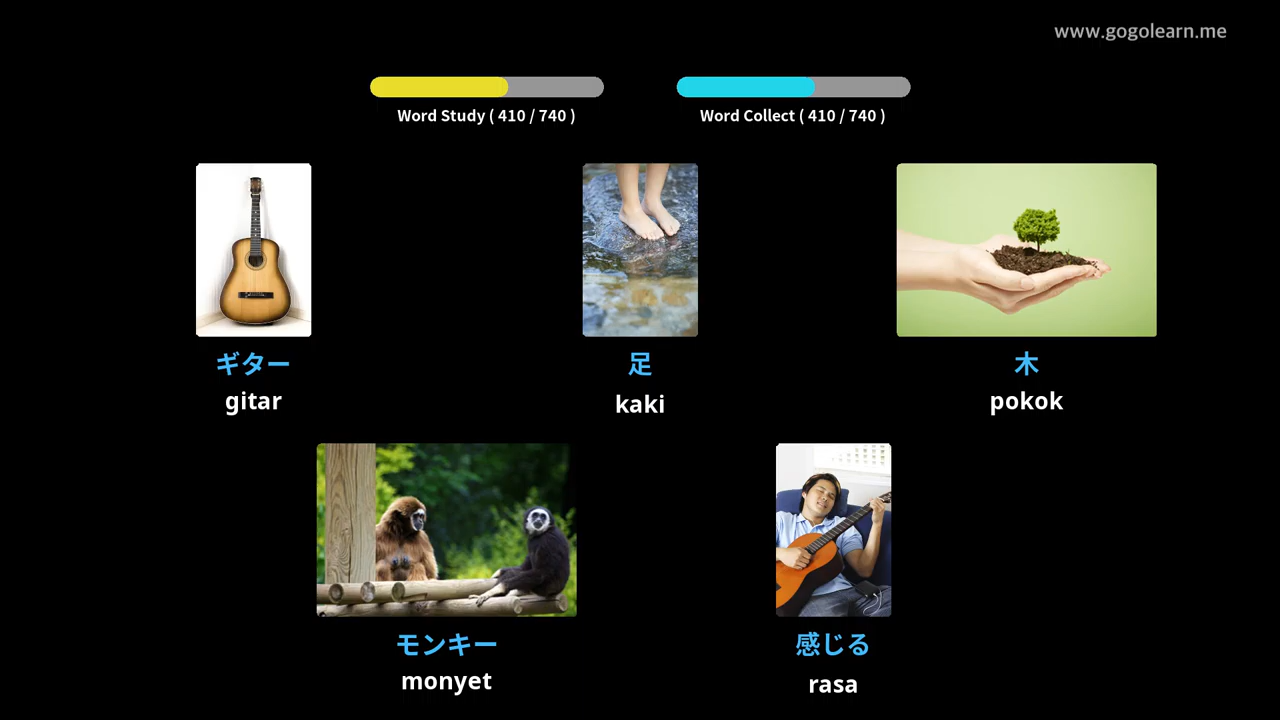 www.gogolearn.me
Word Study ( 410 / 740 )
Word Collect ( 410 / 740 )
ギター
gitar
足
kaki
木
pokok
モンキー
monyet
感じる
rasa